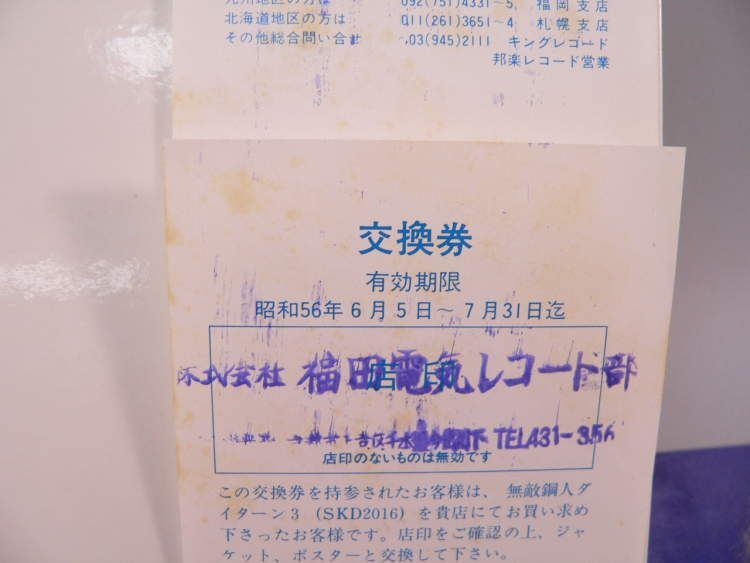 九州地区の方は 092(751)4331~5, 福岡支店
北海道地区の方は 011(261)3651~4 札幌支店
その他総合問い合せ 03(945)2111 キングレコード
邦楽レコード営業
交換券
有効期限
昭和56年6月5日~7月31日迄
店印
株式会社 福田電気レコード部
TEL431-356
店印のないものは無効です
この交換券を持参されたお客様は、無敵鋼人ダ
イターン3 (SKD2016) を貴店にてお買い求め
下さったお客様です。店印をご確認の上、ジャ
ケット、ポスターと交換して下さい。